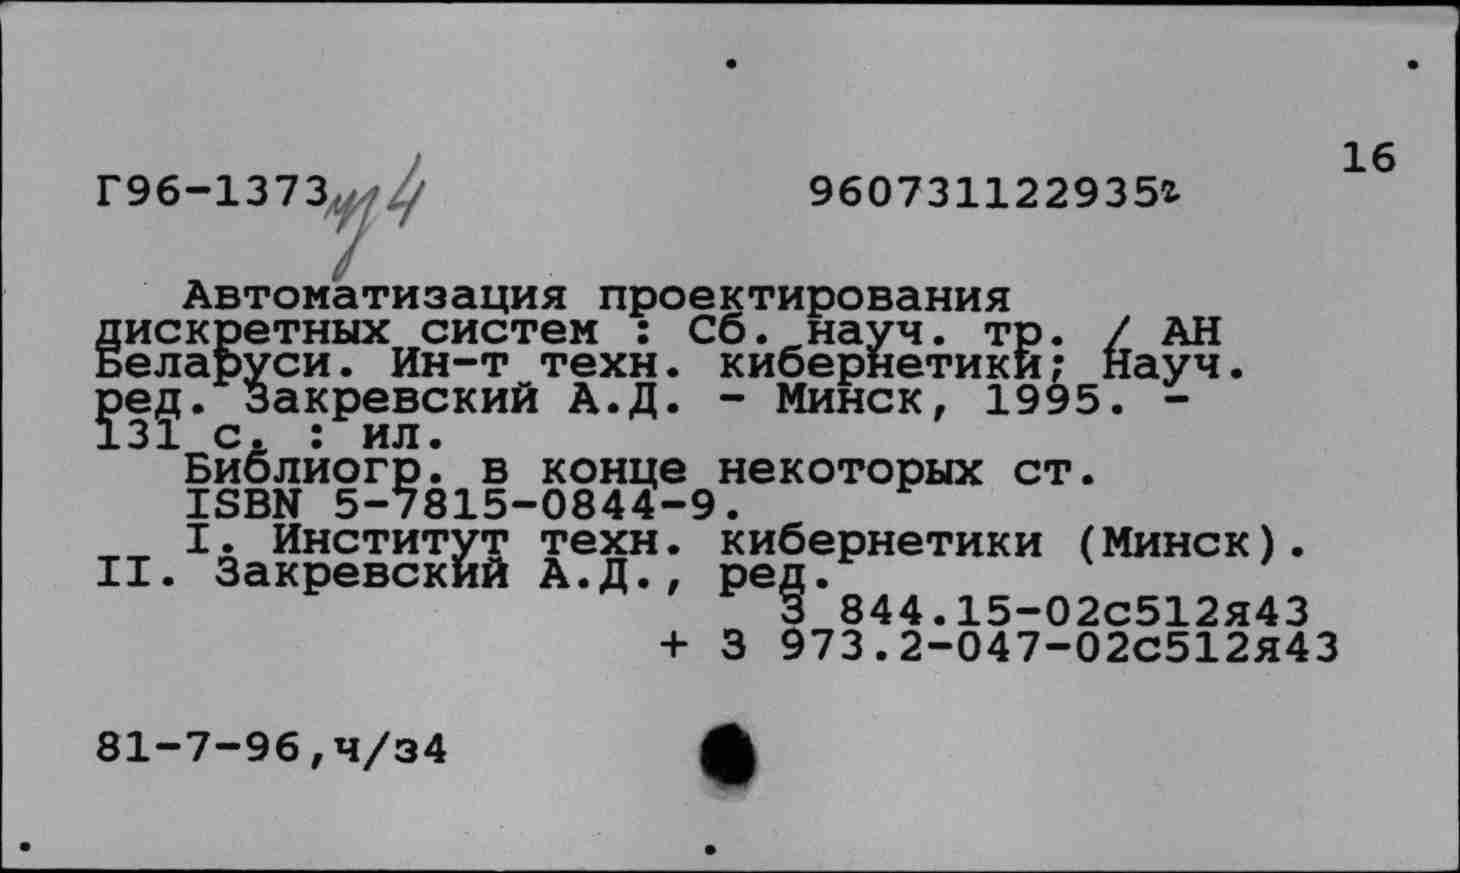 16
Г96-1373 960731122935г
Автоматизация проектирования
дискретных систем : Сб. науч. тр. / АН
Беларуси. Ин-т техн. кибернетики; Науч.
ред. Закревский А.Д. - Минск, 1995. -
131 с. : ил.
Библиогр. в конце некоторых ст.
ISBN 5-7815-0844-9.
I. Институт техн. кибернетики (Минск).
II. Закревский А.Д., ред.
З 844.15-02с512я43
+ З 973.2-047-02с512я43
81-7-96,ч/з4